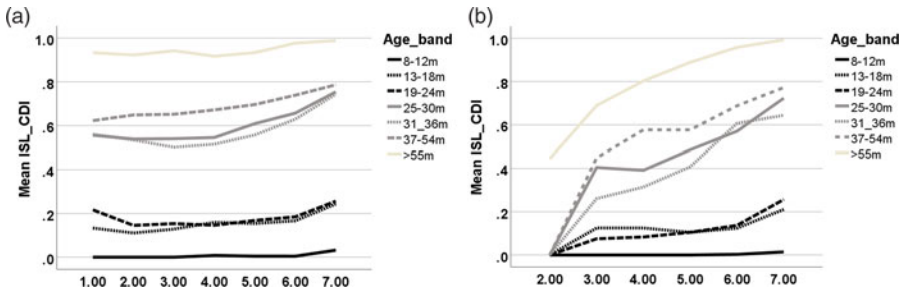 (a)
Mean ISL_CDI
1.0
.8
.6
.4
.2
.0
1.00 2.00 3.00 4.00 5.00 6.00 7.00
Age_band
8-12m
13-18m
19-24m
25-30m
31_36m
37-54m
>55m
(b)
Mean ISL_CDI
1.0
.8
.6
.4
.2
.0
2.00 3.00 4.00 5.00 6.00 7.00
Age_band
8-12m
13-18m
19-24m
25-30m
31_36m
37-54m
>55m